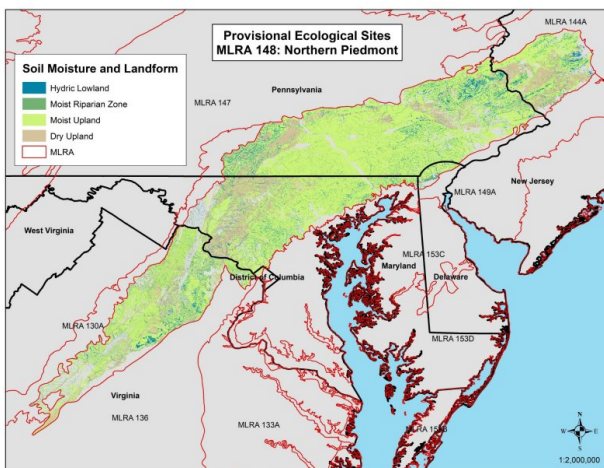 Provisional Ecological Sites
MLRA 148: Northern Piedmont
MLRA 144A
Soil Moisture and Landform
Hydric Lowland
Moist Riparian Zone
Moist Upland
Dry Upland
MLRA
MLRA 147
Pennsylvania
MLRA 149A
New Jersey
West Virginia
MLRA 153C
Maryland
Delaware
District of Columbia
MLRA 130A
MLRA 153D
Virginia
MLRA 136
MLRA 133A
MLRA
N
W
E
S
1:2,000,000